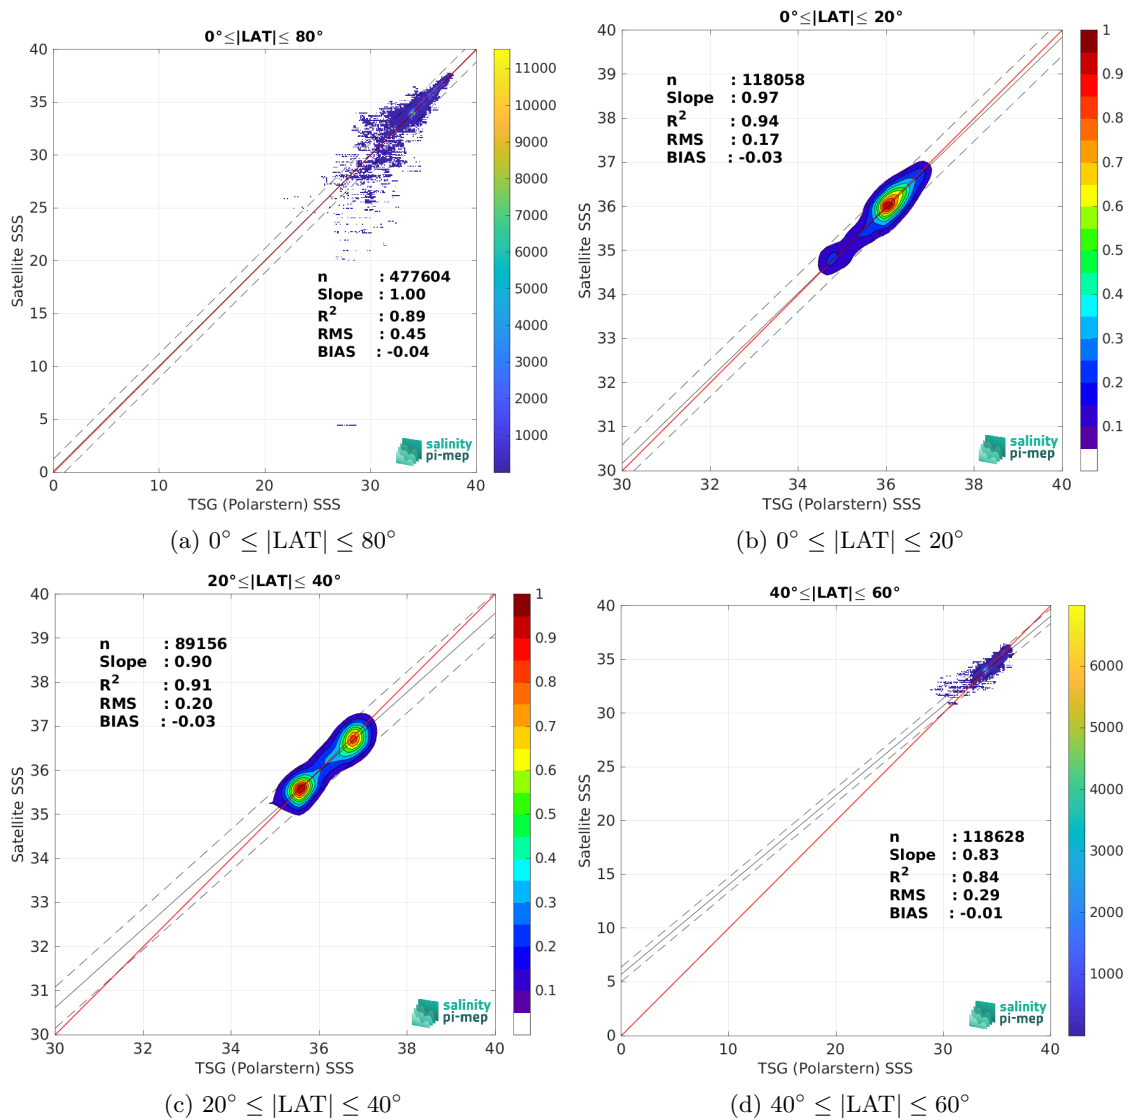 0°≤|LAT|≤ 80°
40
35
30
25
20
15
10
5
0
Satellite SSS
n : 477604
Slope : 1.00
R² : 0.89
RMS : 0.45
BIAS : -0.04
salinity
pi-mep
0 10 20 30 40
TSG (Polarstern) SSS
11000
10000
9000
8000
7000
6000
5000
4000
3000
2000
1000
(a) 0° ≤ |LAT| ≤ 80°
0°≤|LAT|≤ 20°
40
39
38
37
36
35
34
33
32
31
30
Satellite SSS
n : 118058
Slope : 0.97
R² : 0.94
RMS : 0.17
BIAS : -0.03
salinity
pi-mep
30 32 34 36 38 40
TSG (Polarstern) SSS
1
0.9
0.8
0.7
0.6
0.5
0.4
0.3
0.2
0.1
(b) 0° ≤ |LAT| ≤ 20°
20°≤|LAT|≤ 40°
40
39
38
37
36
35
34
33
32
31
30
Satellite SSS
n : 89156
Slope : 0.90
R² : 0.91
RMS : 0.20
BIAS : -0.03
salinity
pi-mep
30 32 34 36 38 40
TSG (Polarstern) SSS
1
0.9
0.8
0.7
0.6
0.5
0.4
0.3
0.2
0.1
(c) 20° ≤ |LAT| ≤ 40°
40°≤|LAT|≤ 60°
40
35
30
25
20
15
10
5
0
Satellite SSS
n : 118628
Slope : 0.83
R² : 0.84
RMS : 0.29
BIAS : -0.01
salinity
pi-mep
0 10 20 30 40
TSG (Polarstern) SSS
6000
5000
4000
3000
2000
1000
(d) 40° ≤ |LAT| ≤ 60°